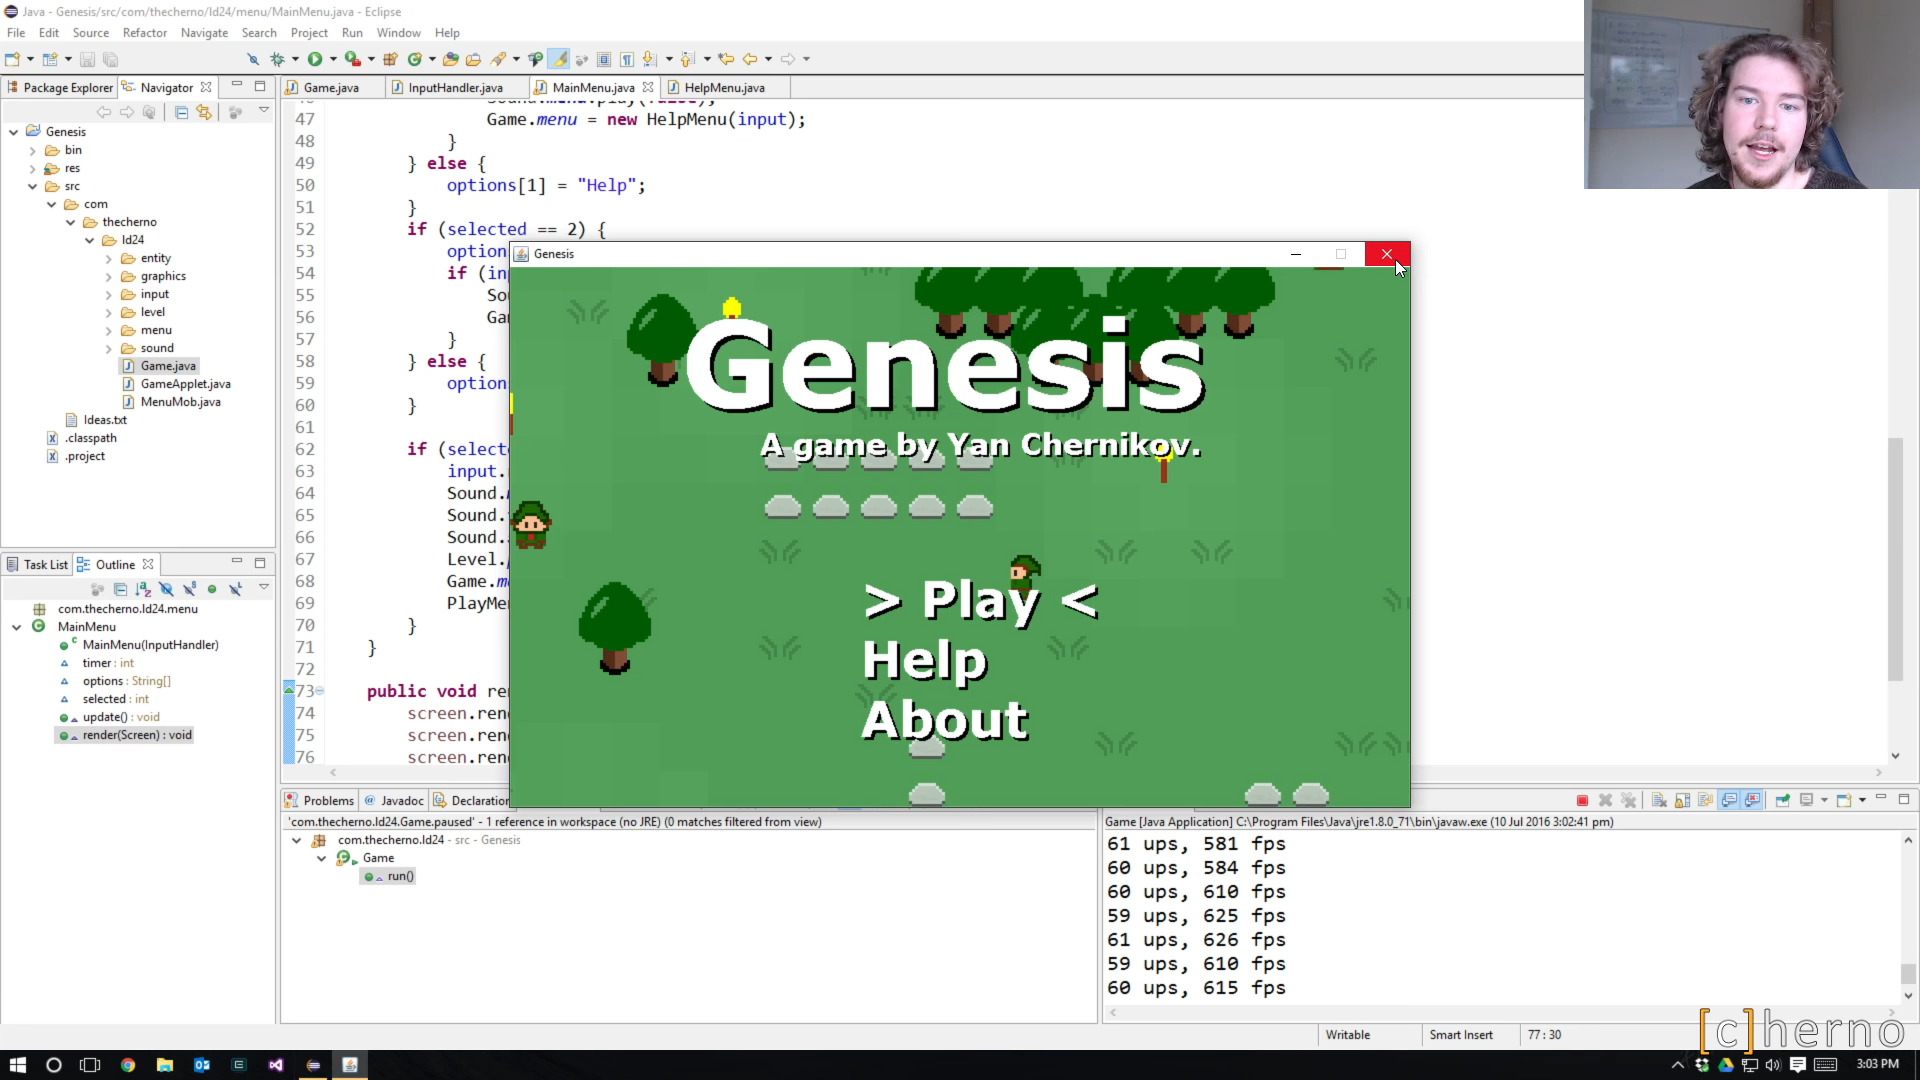 Java - Genesis/src/com/thecherno/ld24/menu/MainMenu.java - Eclipse
File Edit Source Refactor Navigate Search Project Run Window Help
Package Explorer Navigator
Game.java InputHandler.java MainMenu.java HelpMenu.java
Genesis
bin
res
src
com
thecherno
ld24
entity
graphics
input
level
menu
sound
Game.java
GameApplet.java
MenuMob.java
Ideas.txt
.classpath
.project
Task List Outline
com.thecherno.ld24.menu
MainMenu
MainMenu(InputHandler)
timer : int
options : String[]
selected : int
update() : void
render(Screen) : void
47 Game.menu = new HelpMenu(input);
48 }
49 } else {
50 options[1] = "Help";
51 }
52 if (selected == 2) {
53 option
54 if (in
55 Sou
56 Ga
57 }
58 } else {
59 option
60 }
61
62 if (select
63 input.
64 Sound.
65 Sound.
66 Sound.
67 Level.
68 Game.m
69 PlayMe
70 }
71 }
72
73 public void re
74 screen.ren
75 screen.ren
76 screen.ren
Genesis
Genesis
A game by Yan Chernikov.
> Play <
Help
About
Problems Javadoc Declaration
'com.thecherno.ld24.Game.paused' - 1 reference in workspace (no JRE) (0 matches filtered from view)
com.thecherno.ld24 - src - Genesis
Game
run()
Game [Java Application] C:\Program Files\Java\jre1.8.0_71\bin\javaw.exe (10 Jul 2016 3:02:41 pm)
61 ups, 581 fps
60 ups, 584 fps
60 ups, 610 fps
59 ups, 625 fps
61 ups, 626 fps
59 ups, 610 fps
60 ups, 615 fps
Writable Smart Insert 77 : 30
[c]herno
3:03 PM